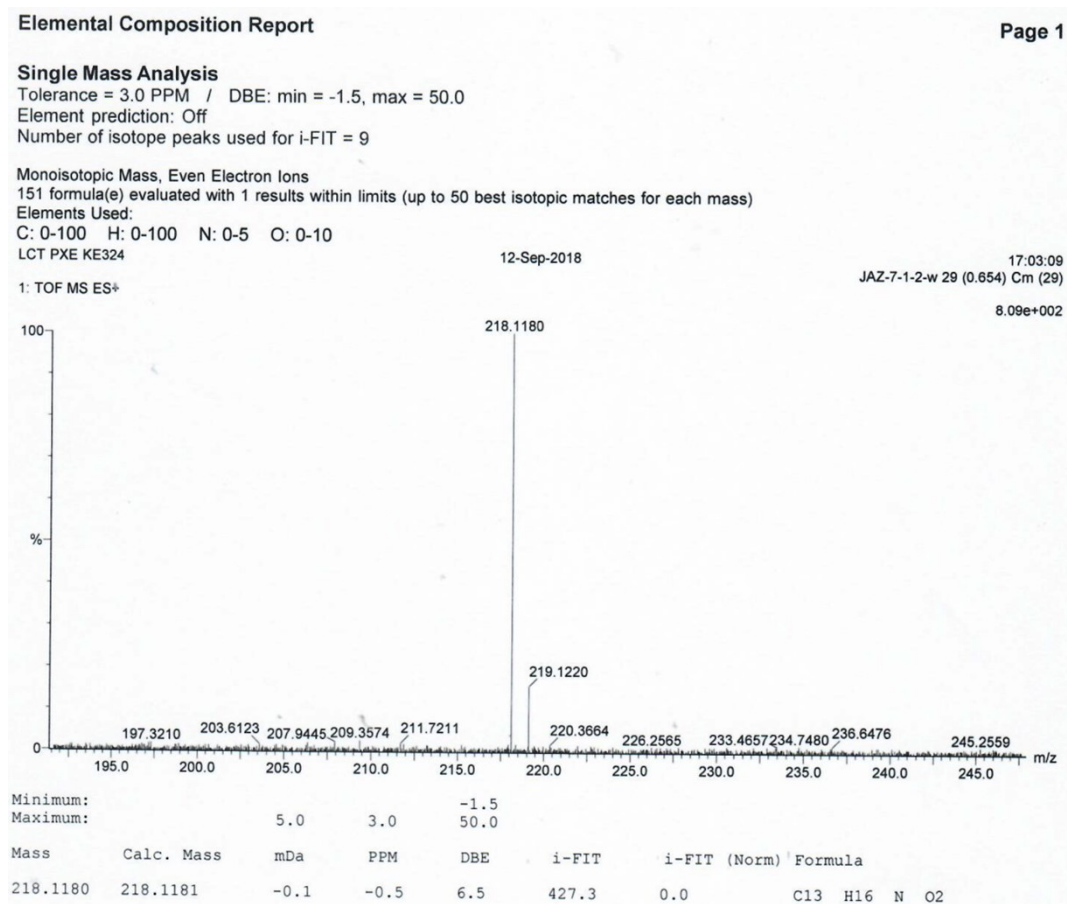 Elemental Composition Report
Page 1
Single Mass Analysis
Tolerance = 3.0 PPM / DBE: min = -1.5, max = 50.0
Element prediction: Off
Number of isotope peaks used for i-FIT = 9
Monoisotopic Mass, Even Electron Ions
151 formula(e) evaluated with 1 results within limits (up to 50 best isotopic matches for each mass)
Elements Used:
C: 0-100 H: 0-100 N: 0-5 O: 0-10
LCT PXE KE324 12-Sep-2018 17:03:09
JAZ-7-1-2-w 29 (0.654) Cm (29)
1: TOF MS ES+
8.09e+002
100
218.1180
%
219.1220
197.3210 203.6123 207.9445 209.3574 211.7211 220.3664 226.2565 233.4657 234.7480 236.6476 245.2559
0
m/z
195.0 200.0 205.0 210.0 215.0 220.0 225.0 230.0 235.0 240.0 245.0
Minimum: -1.5
Maximum: 5.0 3.0 50.0
Mass Calc. Mass mDa PPM DBE i-FIT i-FIT (Norm) Formula
218.1180 218.1181 -0.1 -0.5 6.5 427.3 0.0 C13 H16 N O2